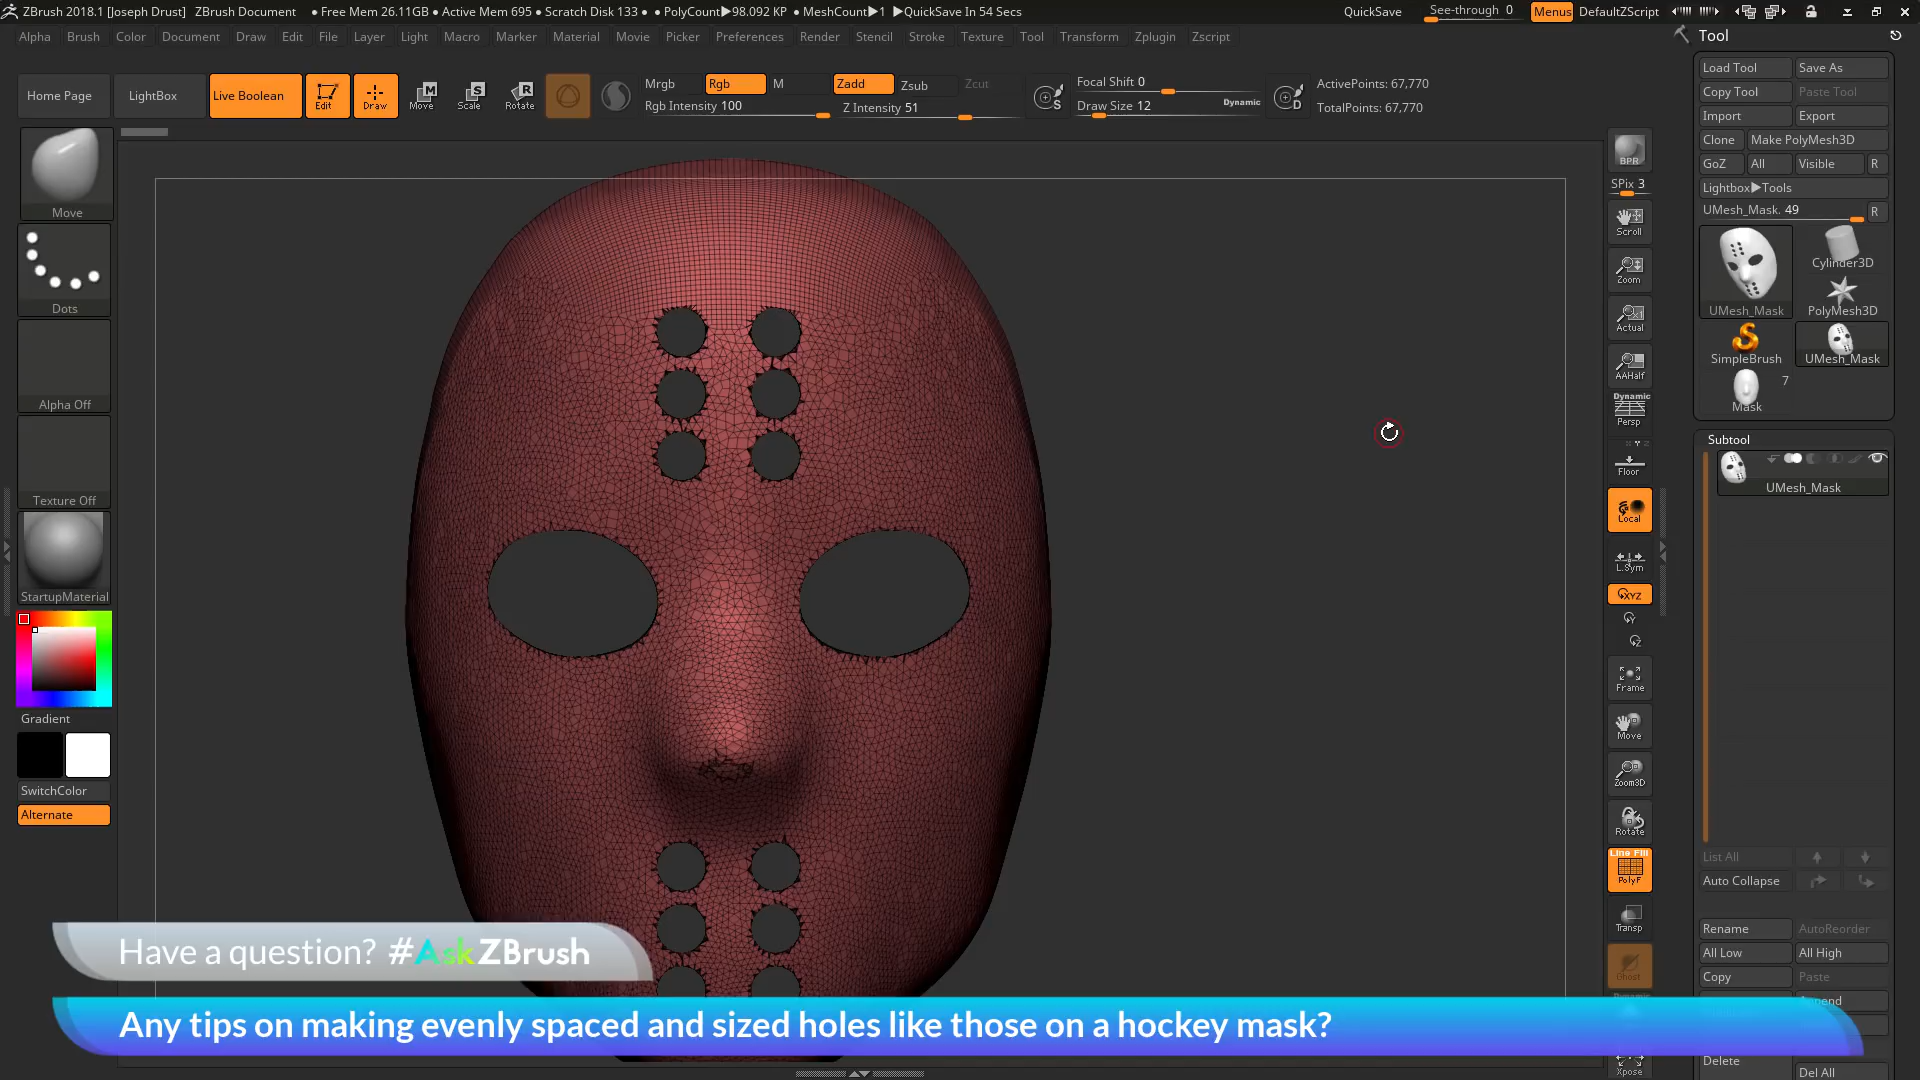 ZBrush 2018.1 [Joseph Drust] ZBrush Document • Free Mem 26.11GB • Active Mem 695 • Scratch Disk 133 • • PolyCount▶98.092 KP • MeshCount▶1 ▶QuickSave In 54 Secs QuickSave See-through 0 Menus DefaultZScript
Alpha Brush Color Document Draw Edit File Layer Light Macro Marker Material Movie Picker Preferences Render Stencil Stroke Texture Tool Transform Zplugin Zscript
Home Page LightBox Live Boolean Edit Draw Move Scale Rotate
Mrgb Rgb M Zadd Zsub Zcut
Rgb Intensity 100 Z Intensity 51
Focal Shift 0
Draw Size 12 Dynamic
ActivePoints: 67,770
TotalPoints: 67,770
Move
Dots
Alpha Off
Texture Off
StartupMaterial
Gradient
SwitchColor
Alternate
BPR
SPix 3
Scroll
Zoom
Actual
AAHalf
Dynamic
Persp
Floor
Local
L.Sym
XYZ
Frame
Move
Zoom3D
Rotate
Line Fill
PolyF
Transp
Ghost
Dynamic
Xpose
Tool
Load Tool Save As
Copy Tool Paste Tool
Import Export
Clone Make PolyMesh3D
GoZ All Visible R
Lightbox▶Tools
UMesh_Mask. 49 R
UMesh_Mask Cylinder3D
PolyMesh3D
SimpleBrush UMesh_Mask
7
Mask
Subtool
UMesh_Mask
List All
Auto Collapse
Rename AutoReorder
All Low All High
Copy Paste
Append
Delete
Del All
Have a question? #AskZBrush
Any tips on making evenly spaced and sized holes like those on a hockey mask?